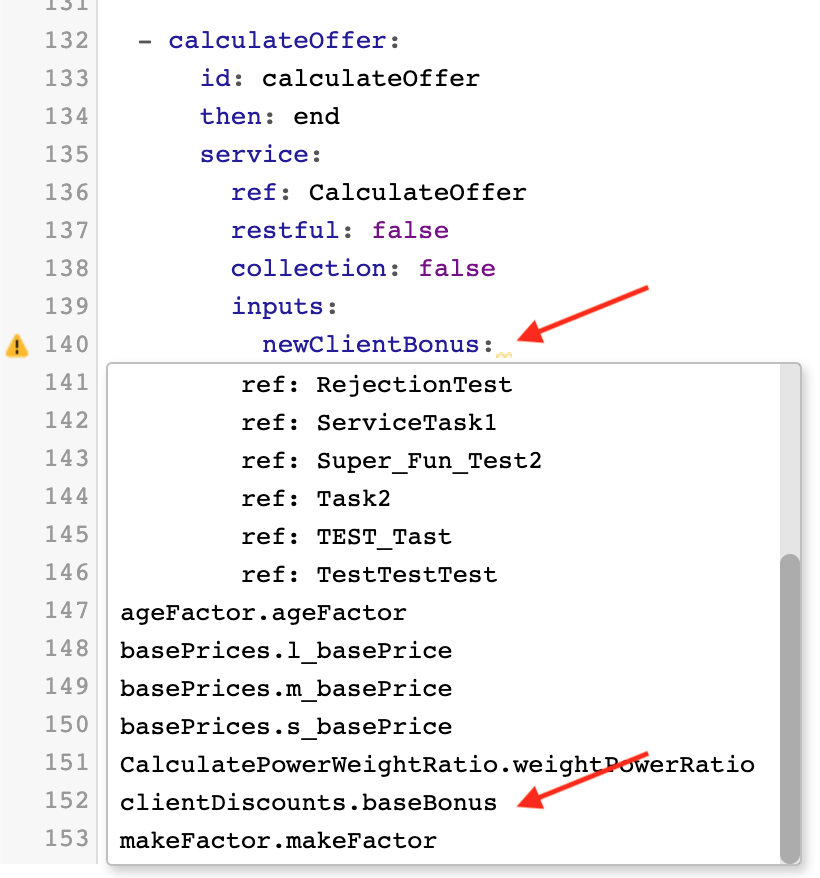 131
132 - calculateOffer:
133 id: calculateOffer
134 then: end
135 service:
136 ref: CalculateOffer
137 restful: false
138 collection: false
139 inputs:
140 newClientBonus:
141 ref: RejectionTest
142 ref: ServiceTask1
143 ref: Super_Fun_Test2
144 ref: Task2
145 ref: TEST_Tast
146 ref: TestTestTest
147 ageFactor.ageFactor
148 basePrices.l_basePrice
149 basePrices.m_basePrice
150 basePrices.s_basePrice
151 CalculatePowerWeightRatio.weightPowerRatio
152 clientDiscounts.baseBonus
153 makeFactor.makeFactor